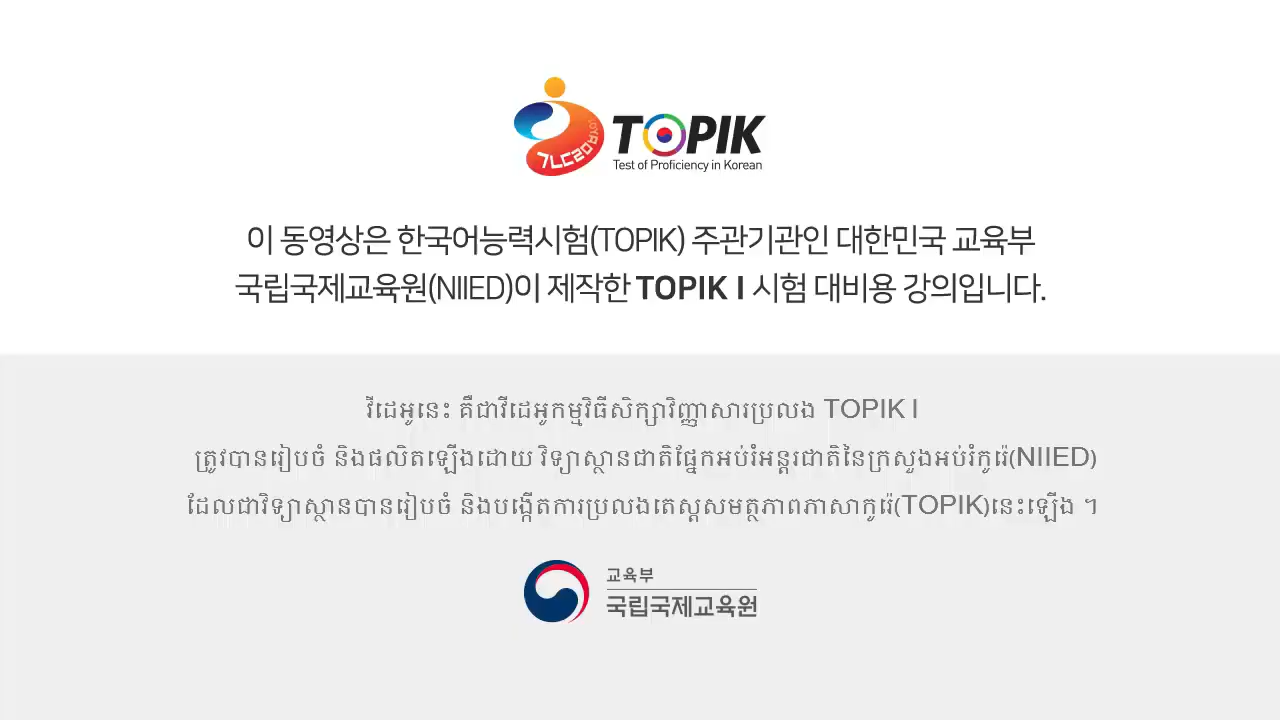 ㄱㄴㄷㄹㅁ
TOPIK
Test of Proficiency in Korean
이 동영상은 한국어능력시험(TOPIK) 주관기관인 대한민국 교육부
국립국제교육원(NIIED)이 제작한 TOPIK I 시험 대비용 강의입니다.
វីដេអូនេះ គឺជាវីដេអូកម្មវិធីសិក្សាវិញ្ញាសារប្រលង TOPIK I
ត្រូវបានរៀបចំ និងផលិតឡើងដោយ វិទ្យាស្ថានជាតិផ្នែកអប់រំអន្តរជាតិនៃក្រសួងអប់រំកូរ៉េ(NIIED)
ដែលជាវិទ្យាស្ថានបានរៀបចំ និងបង្កើតការប្រលងតេស្តសមត្ថភាពភាសាកូរ៉េ(TOPIK)នេះឡើង ។
교육부
국립국제교육원